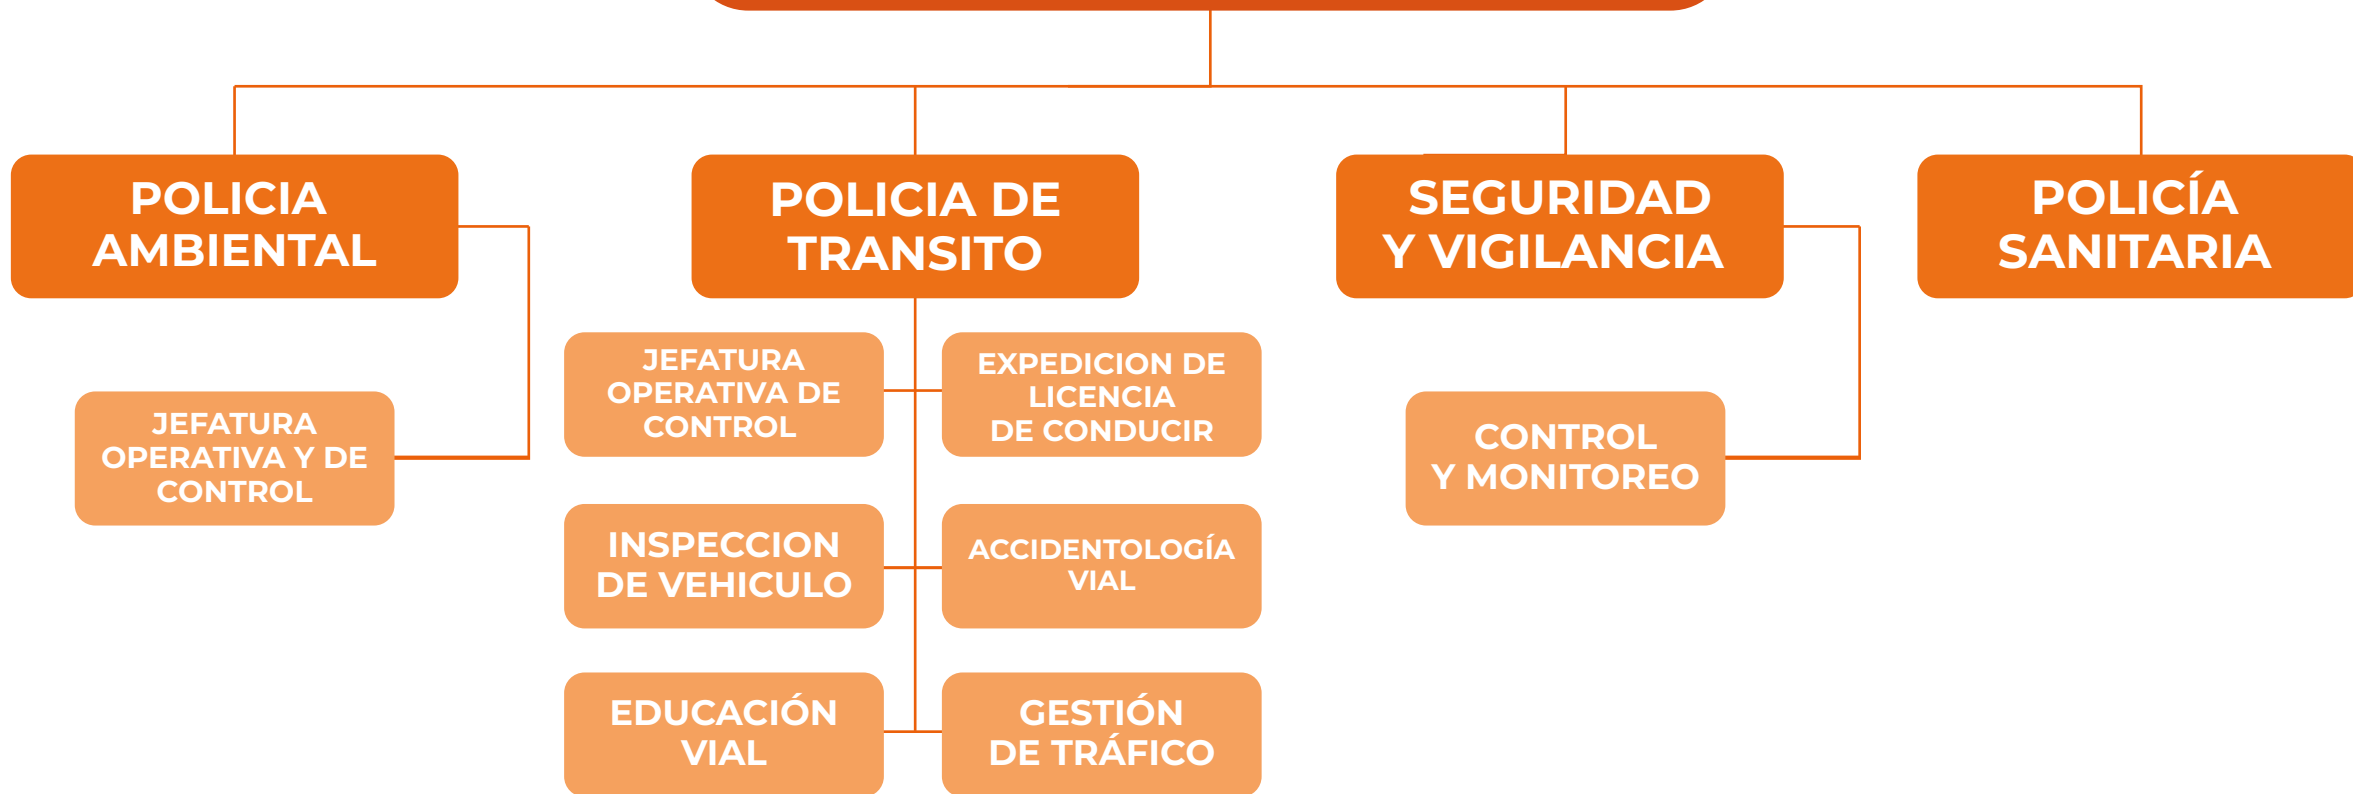 POLICIA
AMBIENTAL
POLICIA DE
TRANSITO
SEGURIDAD
Y VIGILANCIA
POLICÍA
SANITARIA
JEFATURA
OPERATIVA Y DE
CONTROL
JEFATURA
OPERATIVA DE
CONTROL
EXPEDICION DE
LICENCIA
DE CONDUCIR
INSPECCION
DE VEHICULO
ACCIDENTOLOGÍA
VIAL
EDUCACIÓN
VIAL
GESTIÓN
DE TRÁFICO
CONTROL
Y MONITOREO